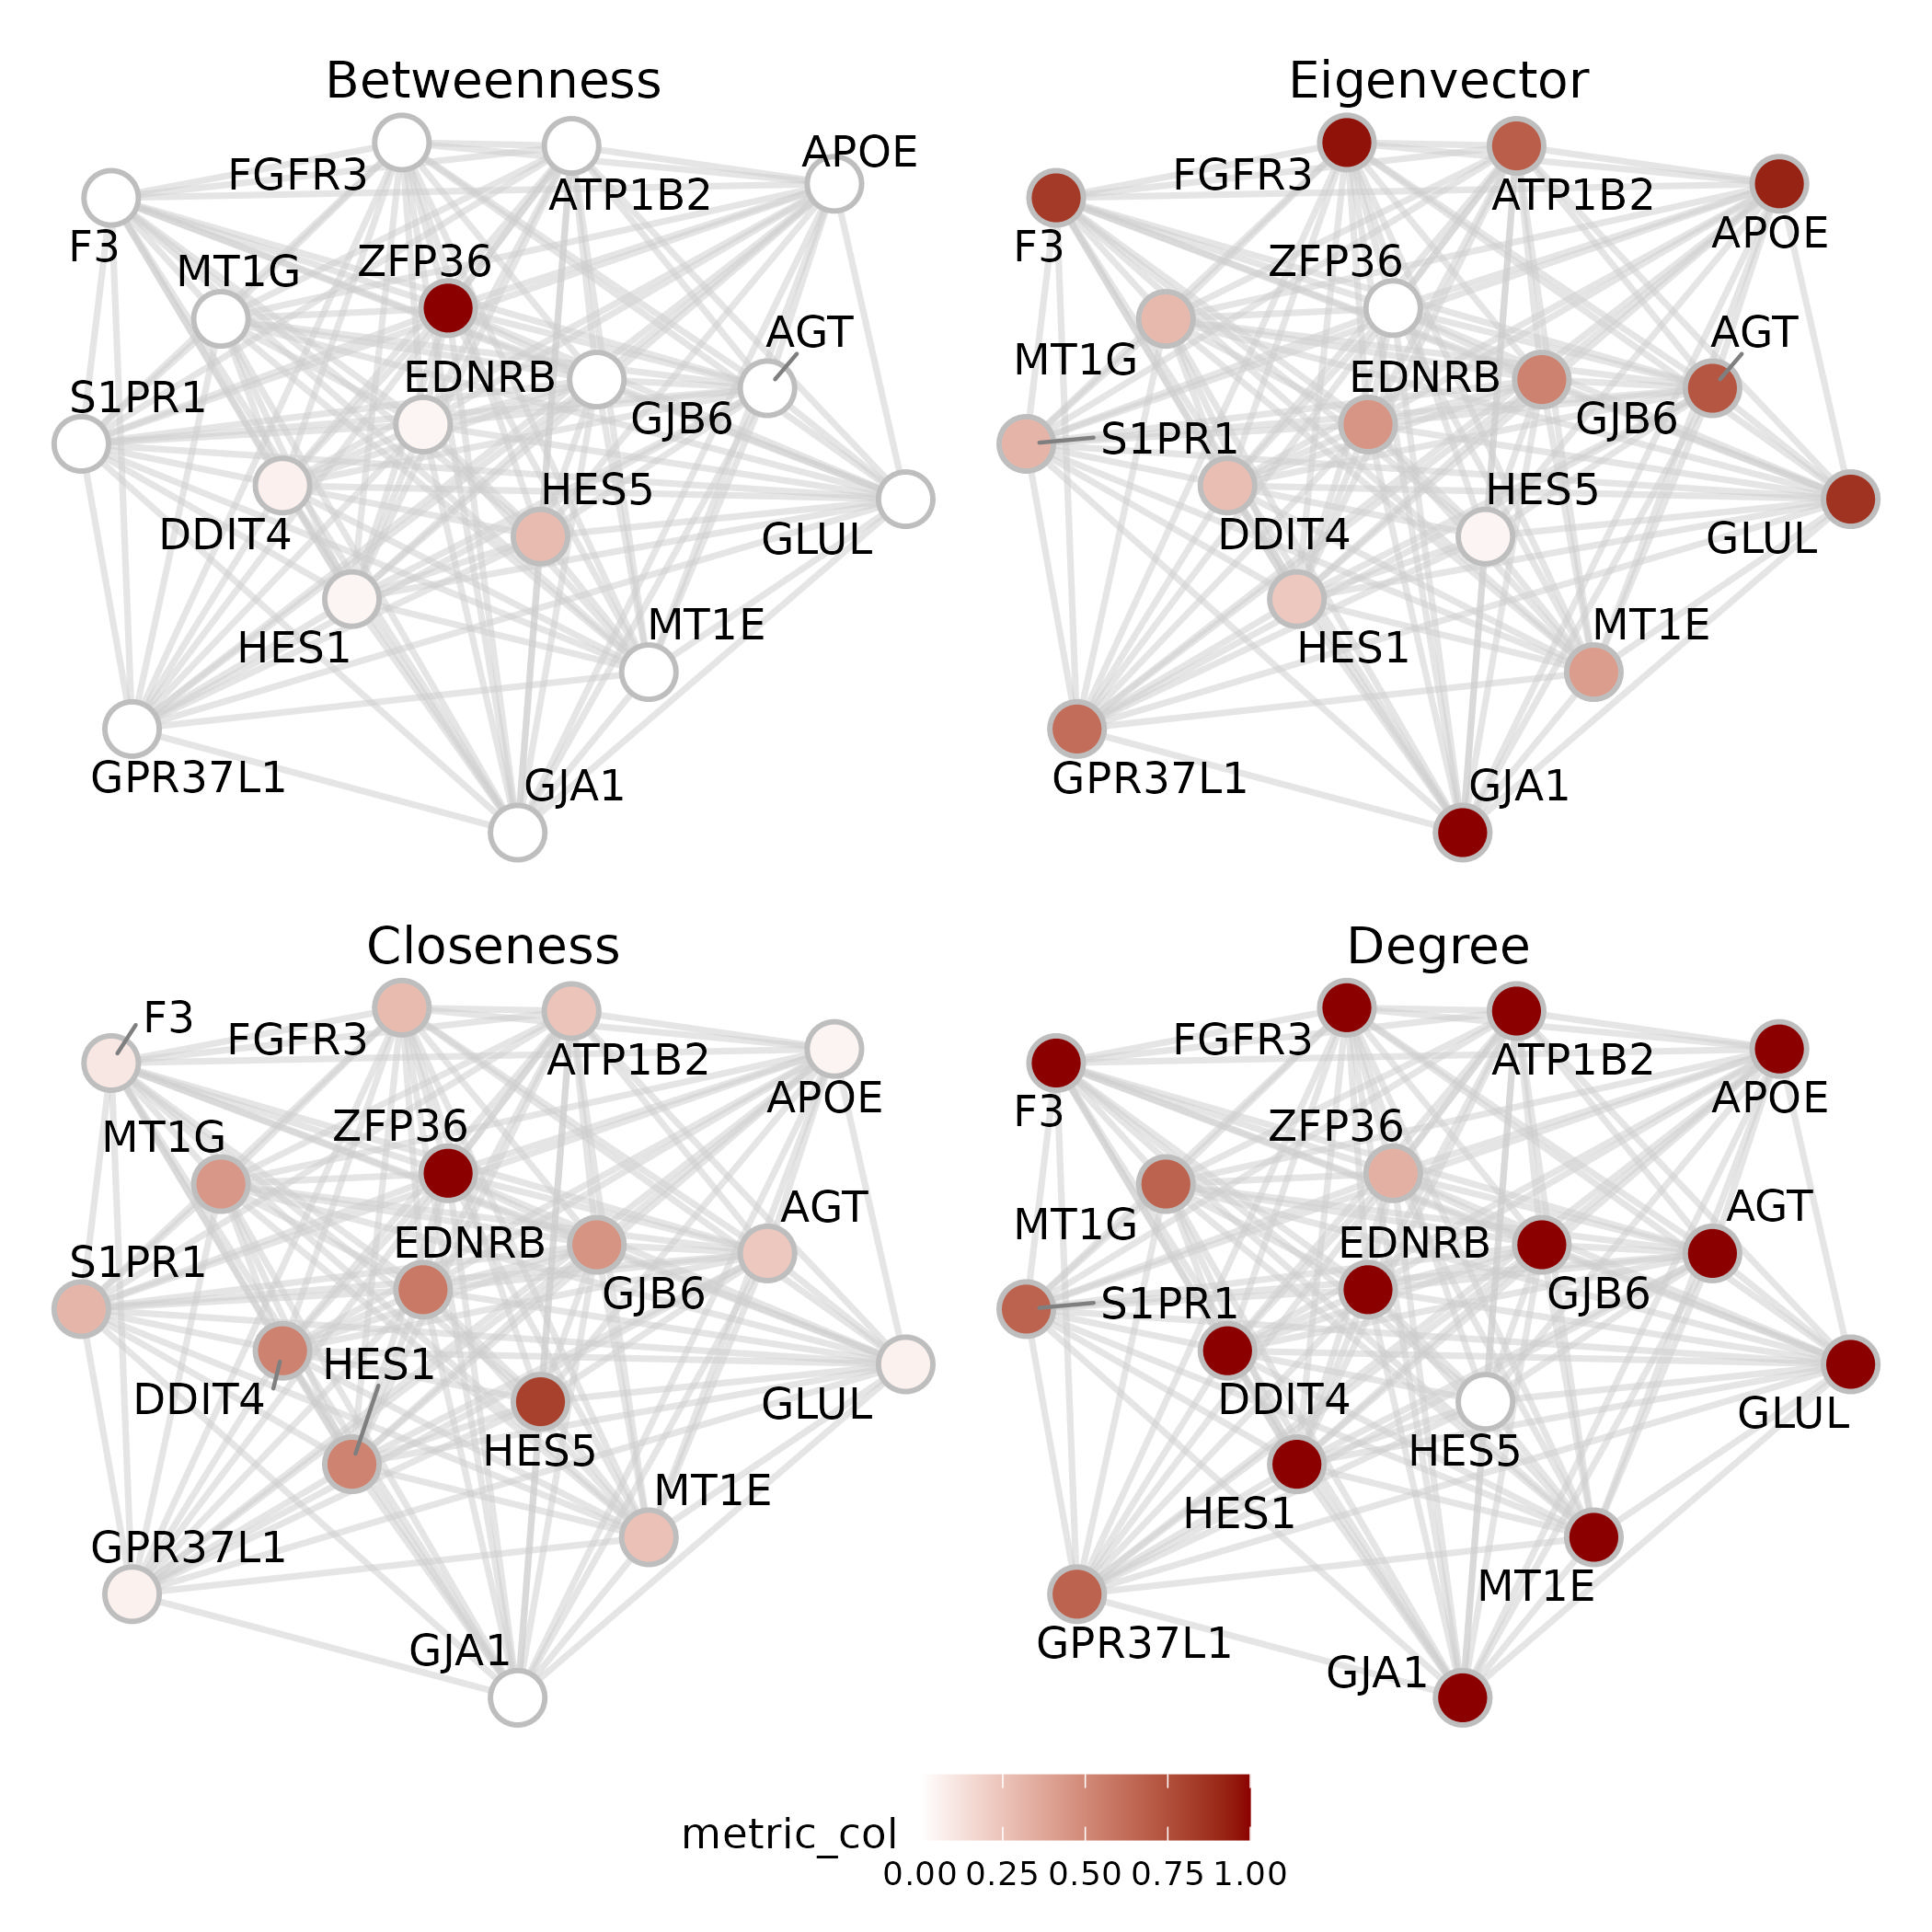 Betweenness
FGFR3
APOE
ATP1B2
F3
MT1G
ZFP36
AGT
EDNRB
S1PR1
GJB6
HES5
DDIT4
GLUL
MT1E
HES1
GPR37L1
GJA1
Eigenvector
FGFR3
ATP1B2
APOE
F3
ZFP36
AGT
MT1G
EDNRB
GJB6
S1PR1
HES5
DDIT4
GLUL
MT1E
HES1
GPR37L1
GJA1
Closeness
F3
FGFR3
ATP1B2
APOE
ZFP36
MT1G
AGT
EDNRB
S1PR1
GJB6
HES1
DDIT4
GLUL
HES5
MT1E
GPR37L1
GJA1
Degree
FGFR3
ATP1B2
APOE
F3
ZFP36
AGT
MT1G
EDNRB
GJB6
S1PR1
DDIT4
GLUL
HES5
HES1
MT1E
GPR37L1
GJA1
metric_col
0.00 0.25 0.50 0.75 1.00